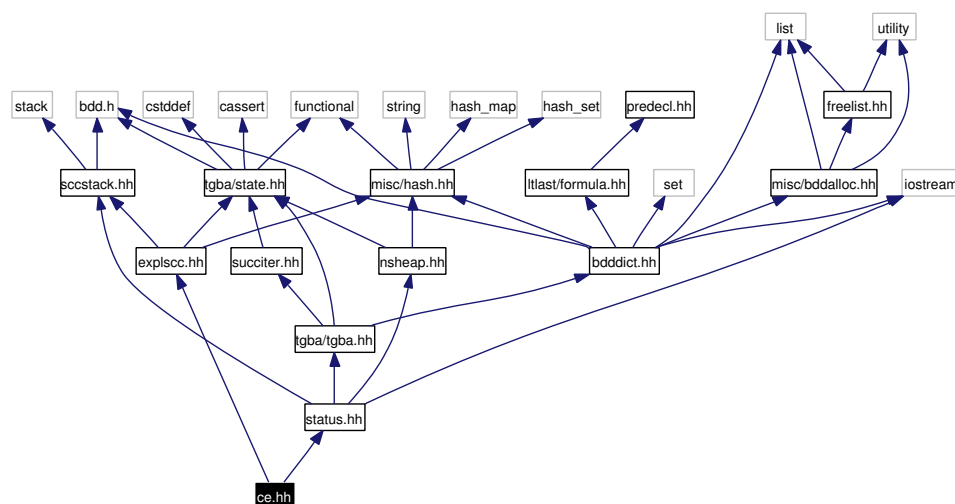 list
utility
stack
bdd.h
cstddef
cassert
functional
string
hash_map
hash_set
predecl.hh
freelist.hh
sccstack.hh
tgba/state.hh
misc/hash.hh
ltlast/formula.hh
set
misc/bddalloc.hh
iostream
explscc.hh
succiter.hh
nsheap.hh
bdddict.hh
tgba/tgba.hh
status.hh
ce.hh